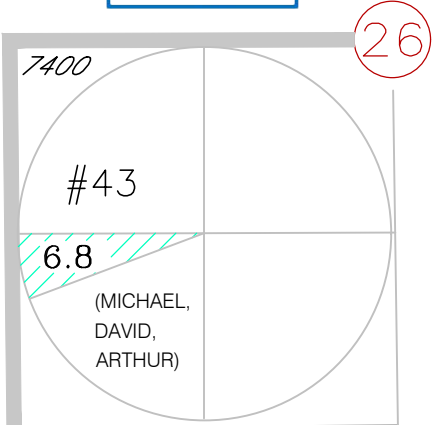 26
7400
#43
6.8
(MICHAEL,
DAVID,
ARTHUR)